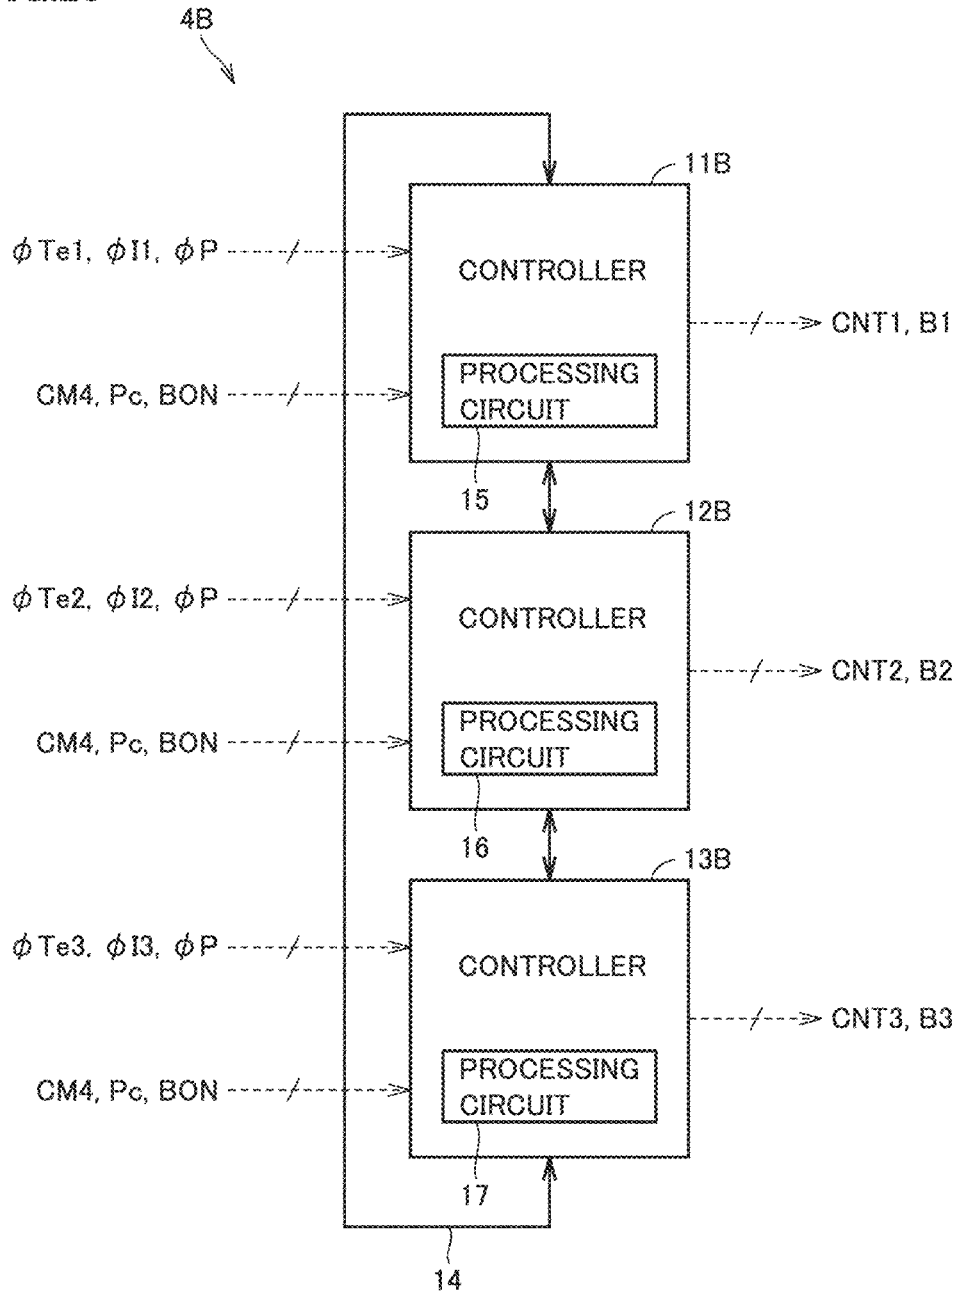 4B
11B
ϕTe1, ϕI1, ϕP
CONTROLLER
CNT1, B1
PROCESSING
CIRCUIT
CM4, Pc, BON
15
12B
ϕTe2, ϕI2, ϕP
CONTROLLER
CNT2, B2
PROCESSING
CIRCUIT
CM4, Pc, BON
16
13B
ϕTe3, ϕI3, ϕP
CONTROLLER
CNT3, B3
PROCESSING
CIRCUIT
CM4, Pc, BON
17
14